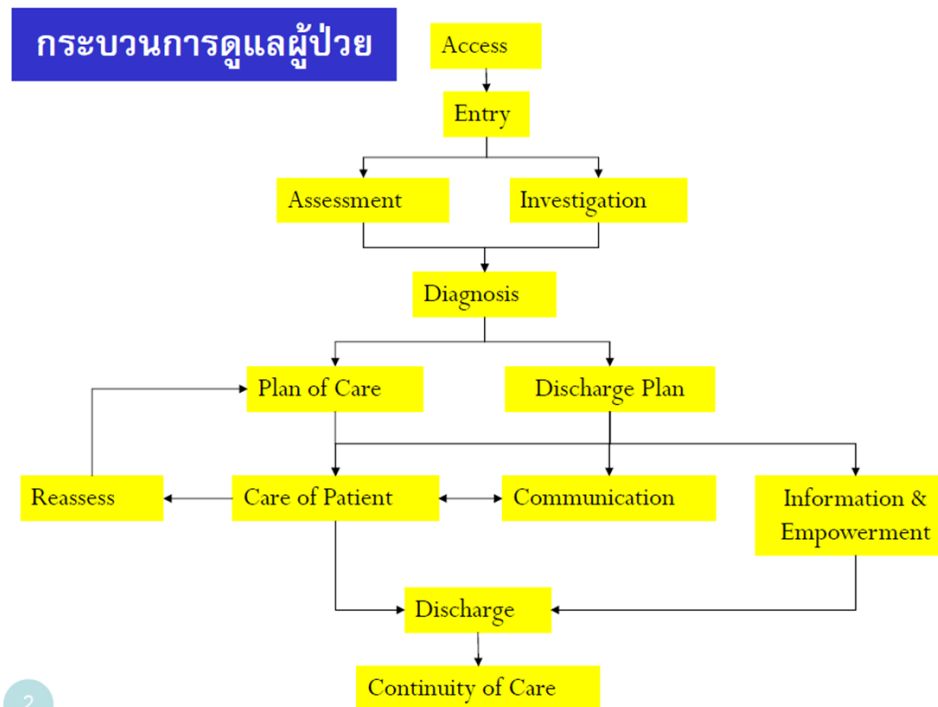 กระบวนการดูแลผู้ป่วย
Access
Entry
Assessment
Investigation
Diagnosis
Plan of Care
Discharge Plan
Reassess
Care of Patient
Communication
Information &
Empowerment
Discharge
Continuity of Care
2